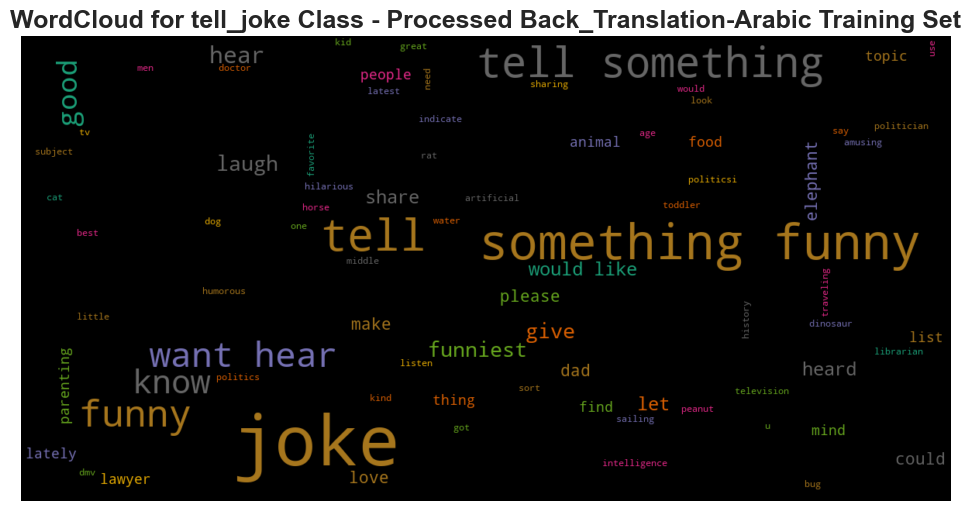 WordCloud for tell_joke Class - Processed Back_Translation-Arabic Training Set
kid
great
hear
tell something
topic
use
good
men
doctor
people
need
latest
sharing
would
look
tv
indicate
age
say
politician
subject
favorite
animal
food
amusing
laugh
rat
elephant
hilarious
politicsi
cat
share
artificial
horse
toddler
dog
one
water
best
tell
something funny
middle
would like
traveling
humorous
please
little
make
give
history
dinosaur
list
want hear
funniest
librarian
parenting
know
politics
listen
dad
heard
sort
television
funny
kind
thing
find
let
peanut
joke
got
sailing
u
mind
lately
dmv
lawyer
love
intelligence
could
bug